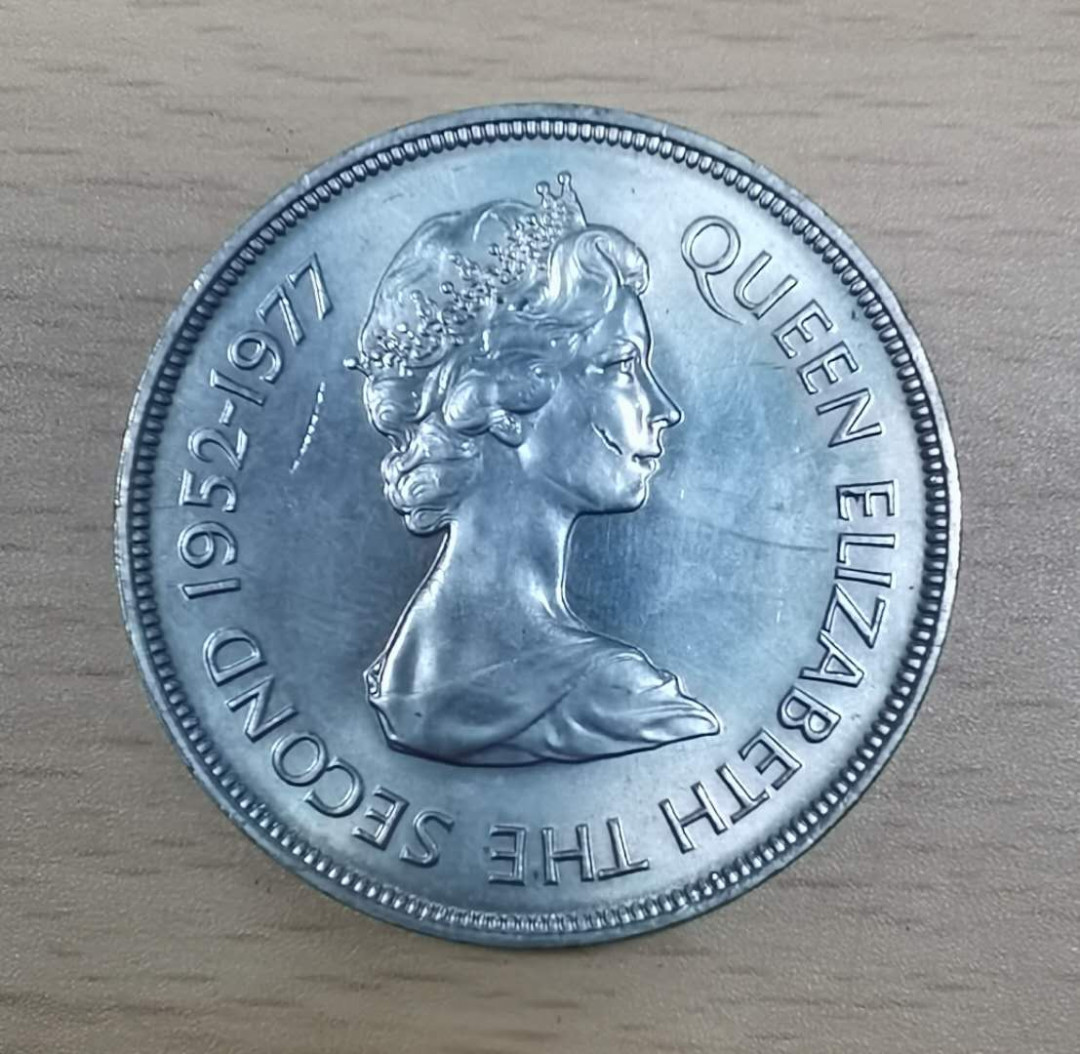 QUEEN ELIZABETH THE SECOND 1952-1977